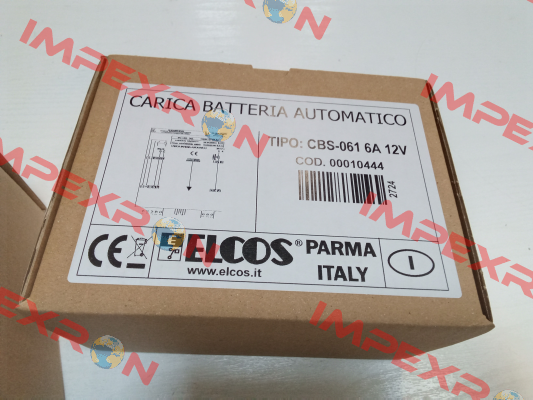 CARICA BATTERIA AUTOMATICO
TIPO: CBS-061 6A 12V
COD. 00010444
2724
CE
ELCOS® PARMA
ITALY
www.elcos.it
I
IMPEXRON
IMPEXRON
IMPEXRON
IMPEXRON